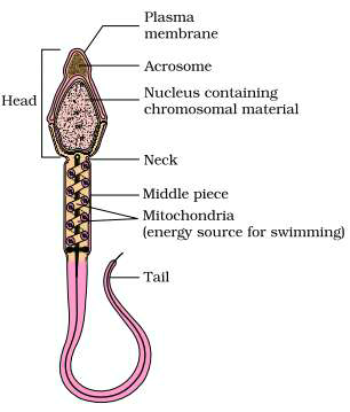 Plasma
membrane
Acrosome
Head
Nucleus containing
chromosomal material
Neck
Middle piece
Mitochondria
(energy source for swimming)
Tail